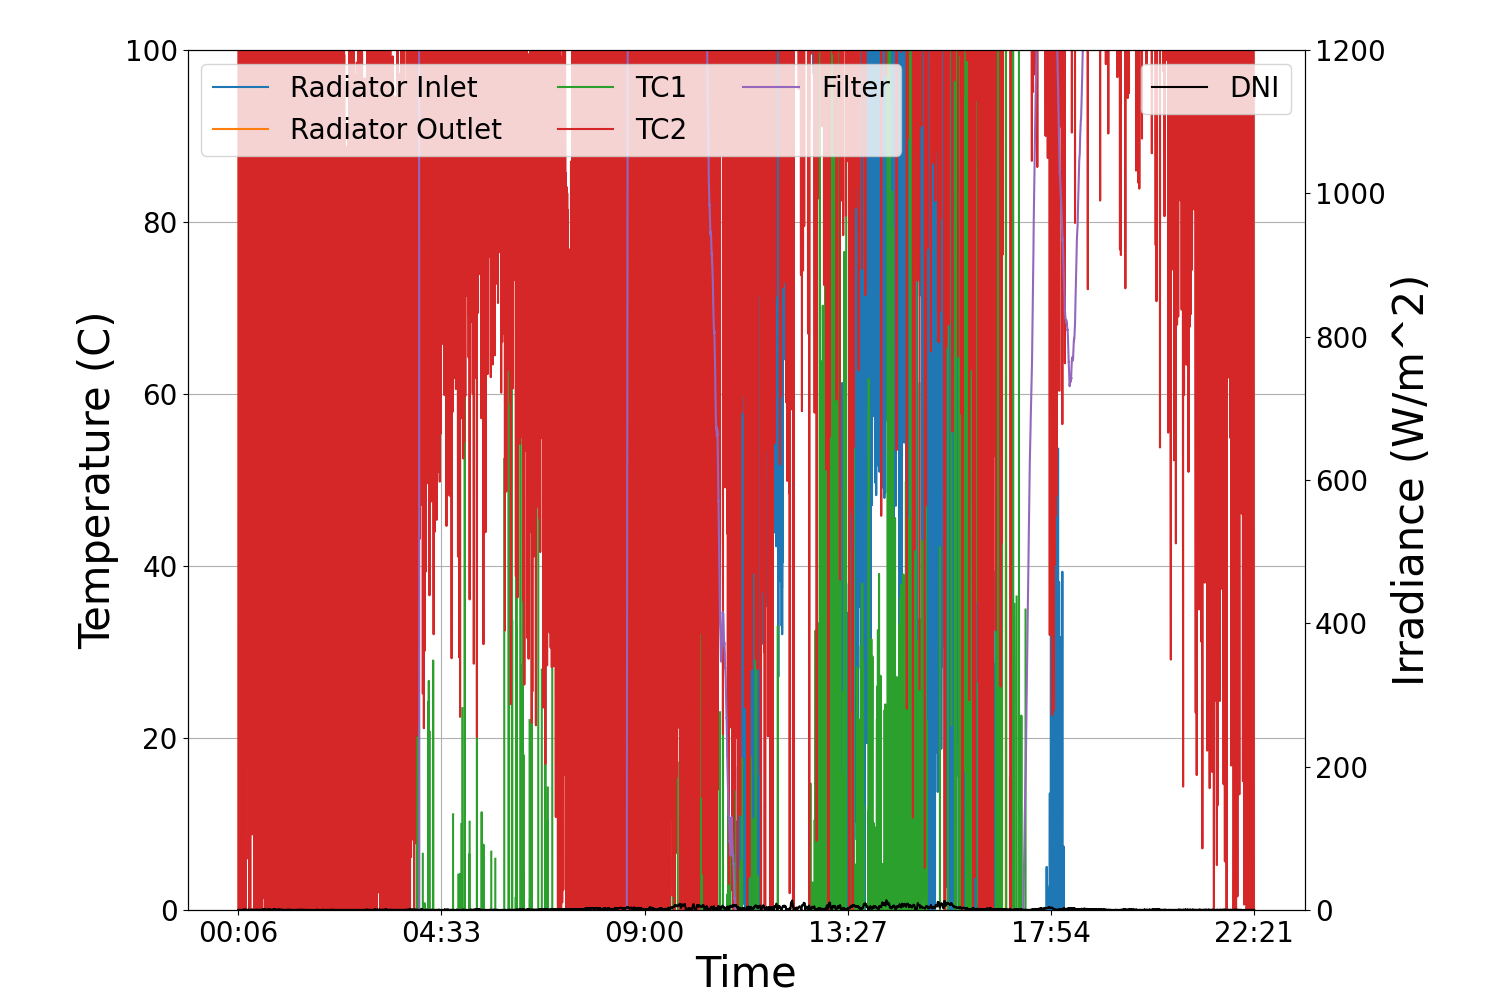 100
80
60
40
20
0
Temperature (C)
Radiator Inlet
Radiator Outlet
TC1
TC2
Filter
DNI
1200
1000
800
600
400
200
0
Irradiance (W/m^2)
00:06
04:33
09:00
13:27
17:54
22:21
Time